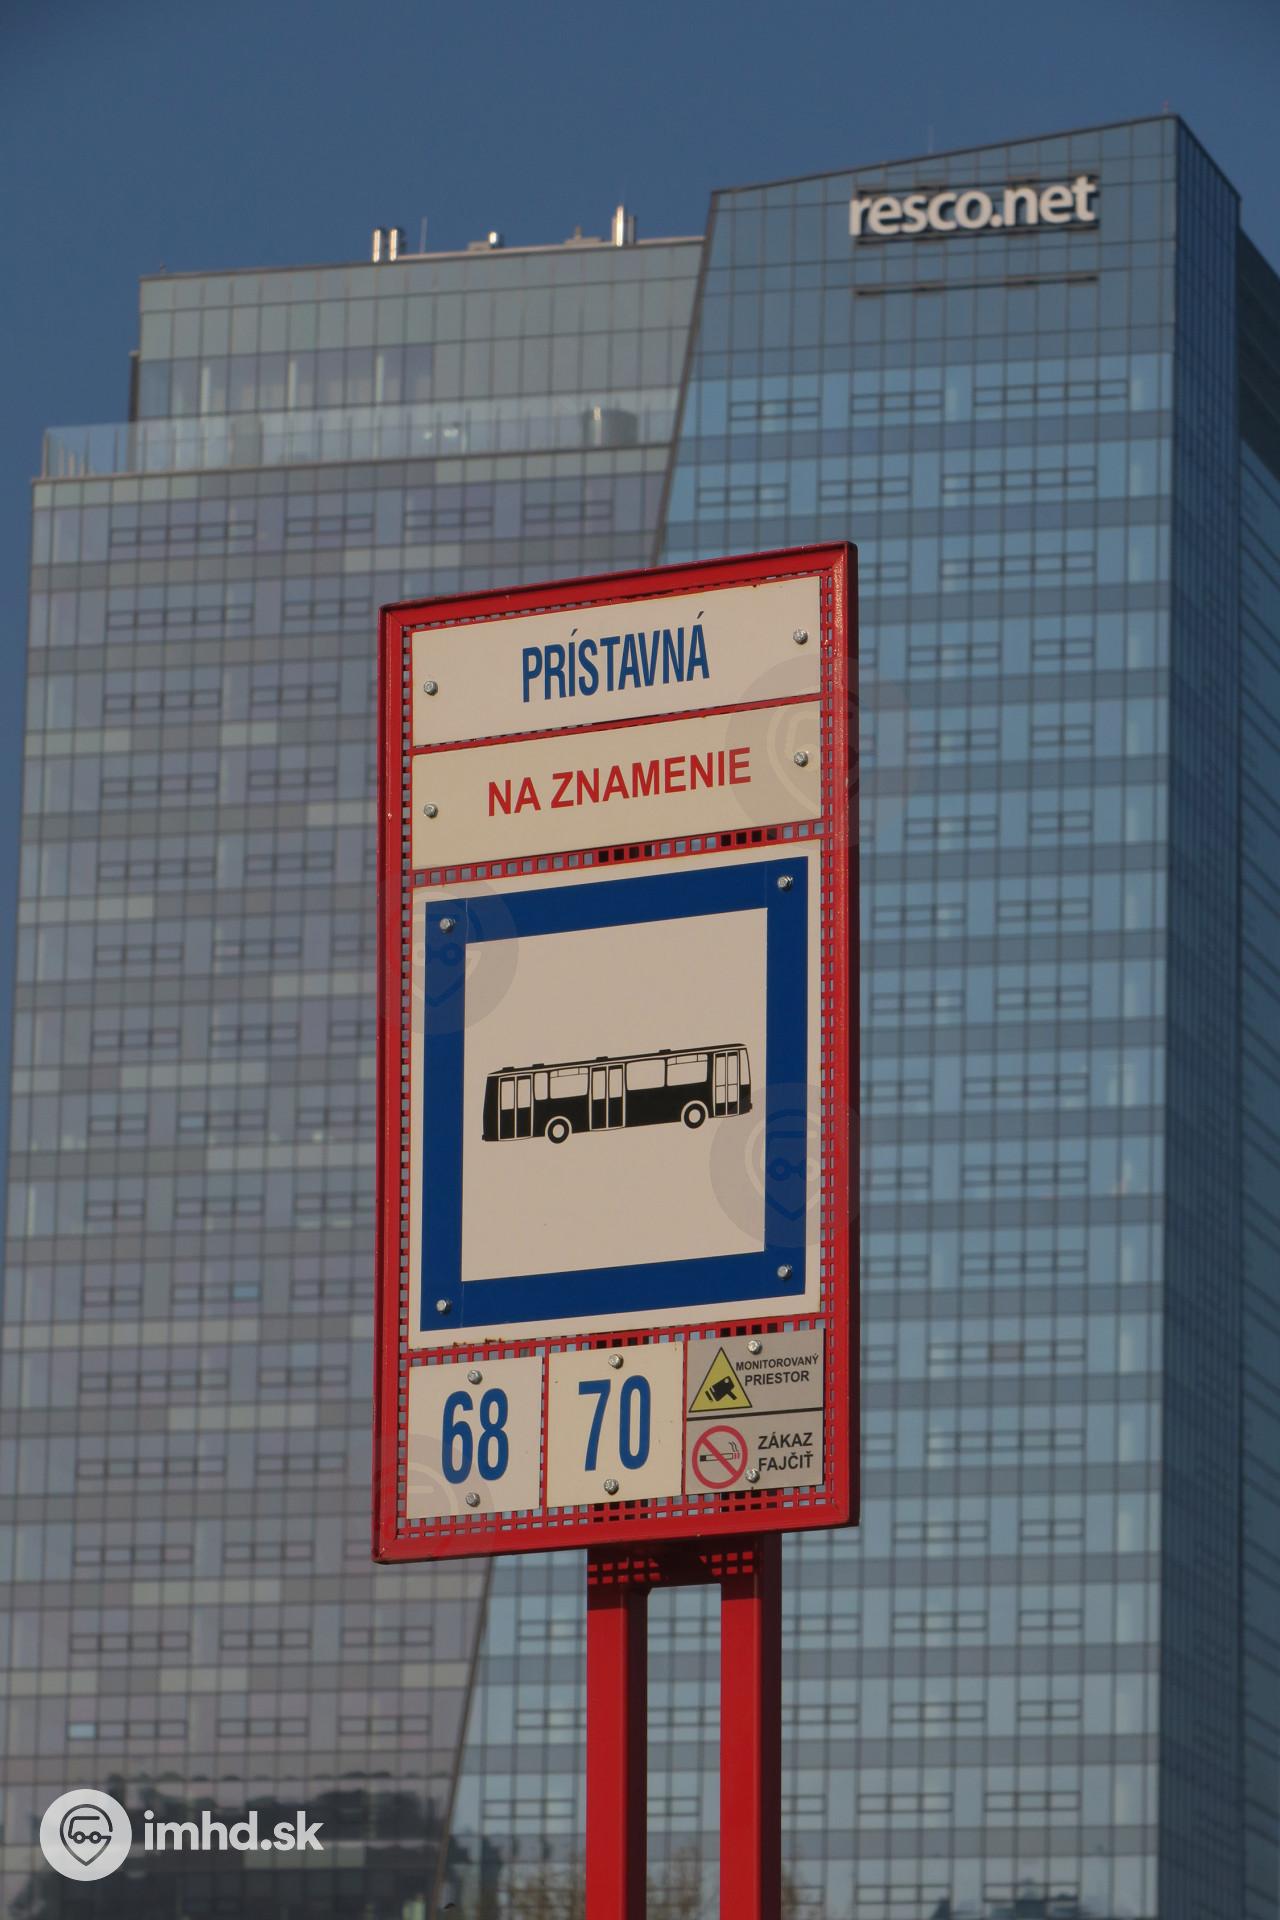 resco.net
PRÍSTAVNÁ
NA ZNAMENIE
68
70
MONITOROVANÝ
PRIESTOR
ZÁKAZ
FAJČIŤ
imhd.sk